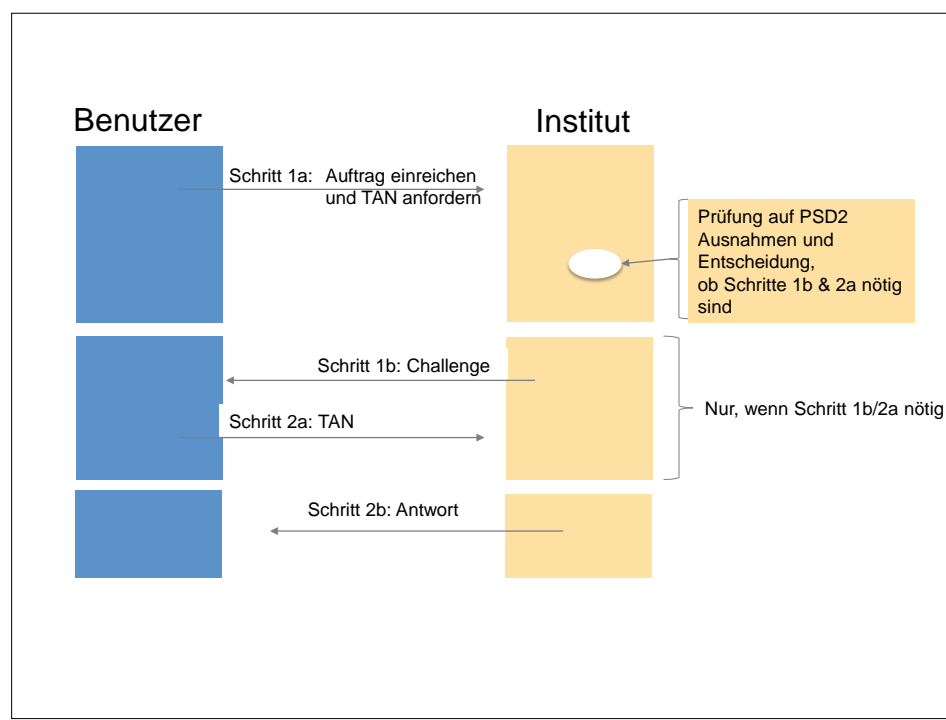 Benutzer
Institut
Schritt 1a: Auftrag einreichen
und TAN anfordern
Prüfung auf PSD2
Ausnahmen und
Entscheidung,
ob Schritte 1b & 2a nötig
sind
Schritt 1b: Challenge
Nur, wenn Schritt 1b/2a nötig
Schritt 2a: TAN
Schritt 2b: Antwort